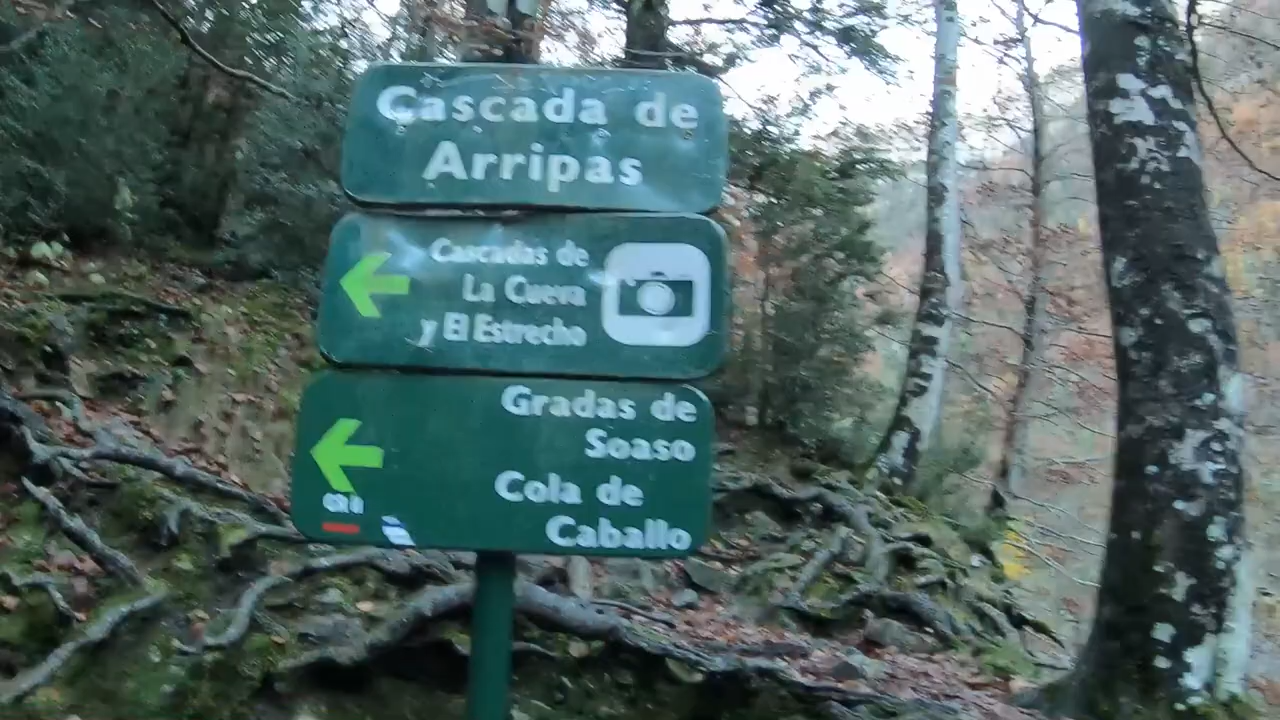 Cascada de
Arripas
Cascadas de
La Cueva
y El Estrecho
Gradas de
Soaso
Cola de
Caballo